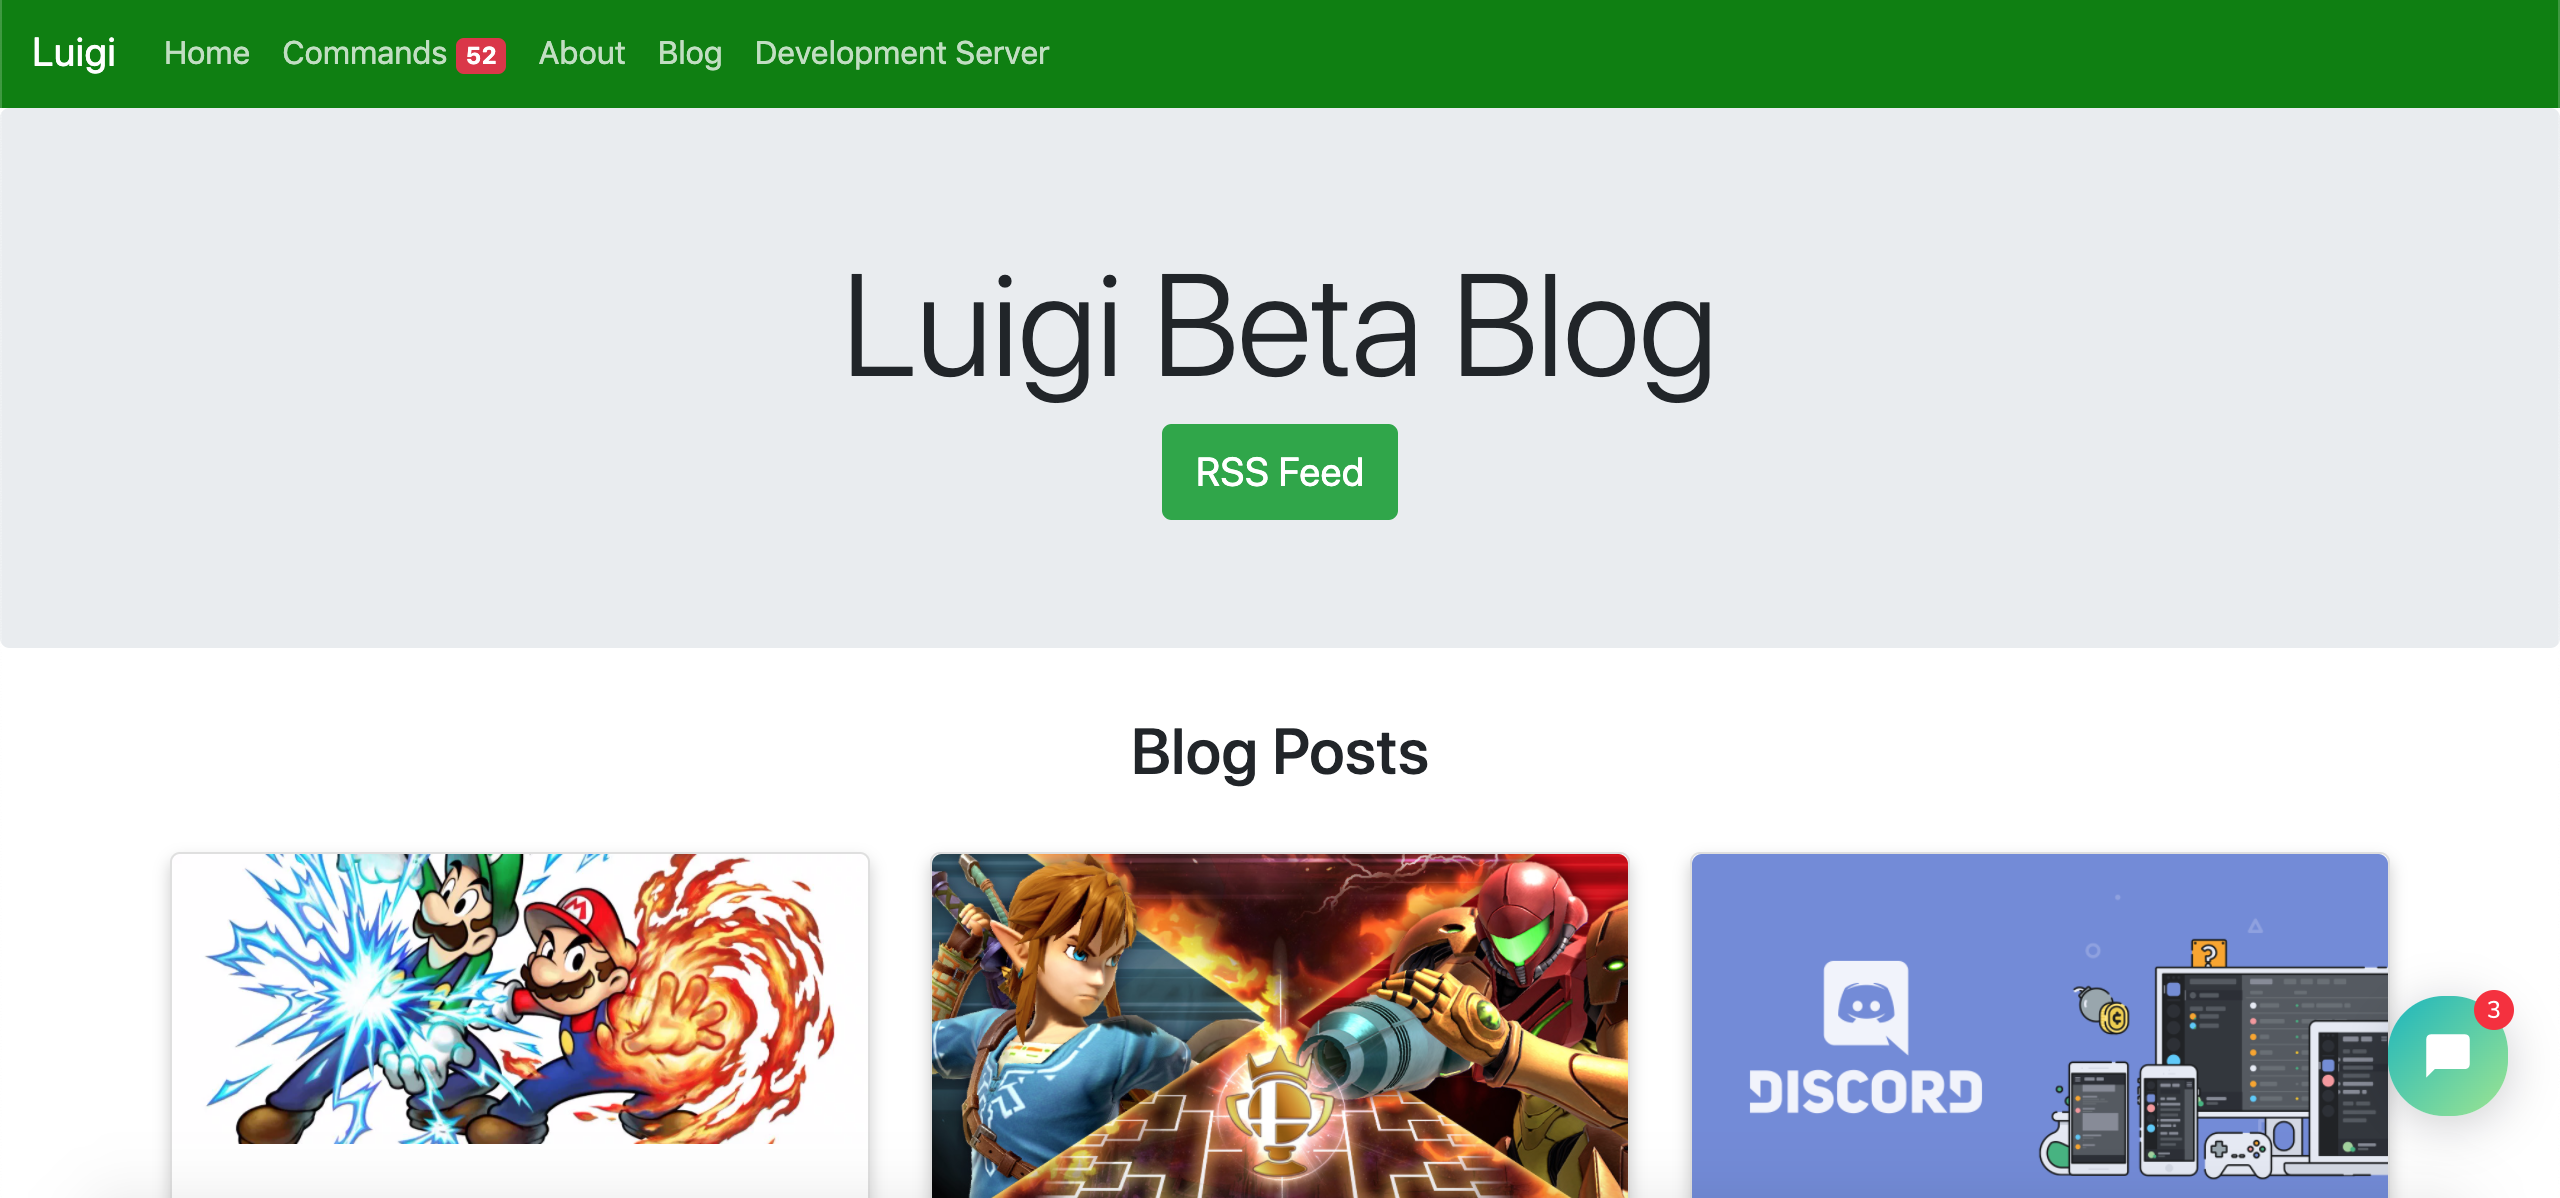 Luigi Home Commands 52 About Blog Development Server
Luigi Beta Blog
RSS Feed
Blog Posts
M
?
DISCORD
3